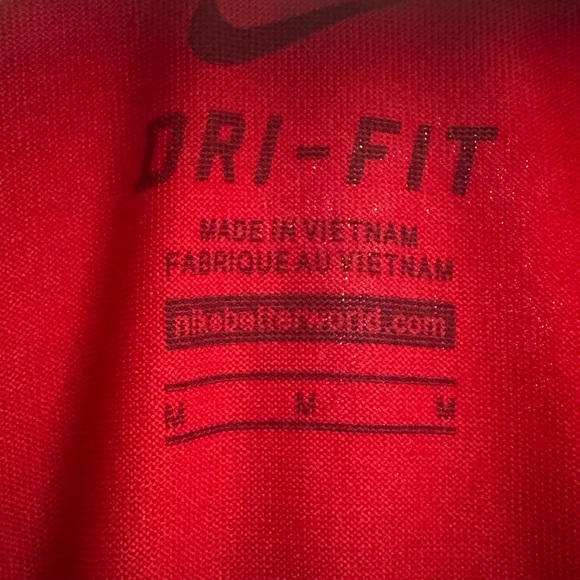 DRI-FIT
MADE IN VIETNAM
FABRIQUE AU VIETNAM
nikebetterworld.com
M M M